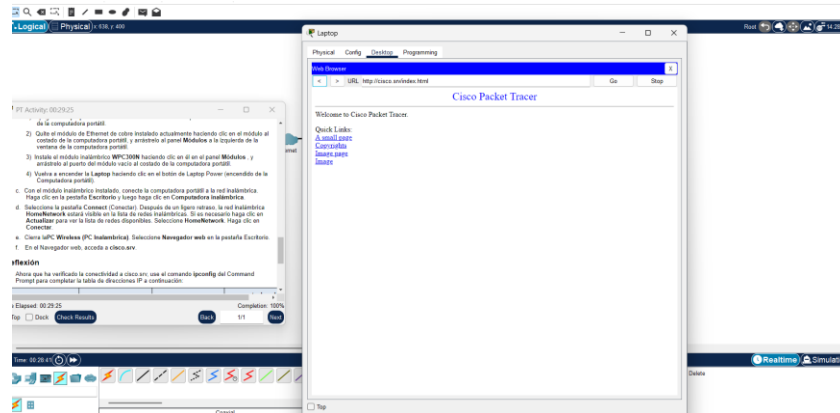 Logical
Physical x: 638, y: 400
Root
Laptop
Physical Config Desktop Programming
Web Browser
X
< > URL http://cisco.srv/index.html Go Stop
Cisco Packet Tracer
Welcome to Cisco Packet Tracer.
Quick Links:
A small page
Copyrights
Image page
Image
Top
PT Activity: 00:29:25
de la computadora portátil.
2) Quite el módulo de Ethernet de cobre instalado actualmente haciendo clic en el módulo al
costado de la computadora portátil, y arrástrelo al panel Módulos a la izquierda de la
ventana de la computadora portátil.
3) Instale el módulo inalámbrico WPC300N haciendo clic en él en el panel Módulos , y
arrástrelo al puerto del módulo vacío al costado de la computadora portátil.
4) Vuelva a encender la Laptop haciendo clic en el botón de Laptop Power (encendido de la
Computadora portátil)
c. Con el módulo inalámbrico instalado, conecte la computadora portátil a la red inalámbrica.
Haga clic en la pestaña Escritorio y luego haga clic en Computadora inalámbrica.
d. Seleccione la pestaña Connect (Conectar). Después de un ligero retraso, la red inalámbrica
HomeNetwork estará visible en la lista de redes inalámbricas. Si es necesario haga clic en
Actualizar para ver la lista de redes disponibles. Seleccione HomeNetwork. Haga clic en
Conectar.
e. Cierra laPC Wireless (PC Inalambrica). Seleccione Navegador web en la pestaña Escritorio.
f. En el Navegador web, acceda a cisco.srv.
eflexión
Ahora que ha verificado la conectividad a cisco.srv, use el comando ipconfig del Command
Prompt para completar la tabla de direcciones IP a continuación:
Elapsed: 00:29:25 Completion: 100%
Top Dock Check Results Back 1/1 Next
Time: 00:28:41
Realtime Simulati
Delete
Coaxial